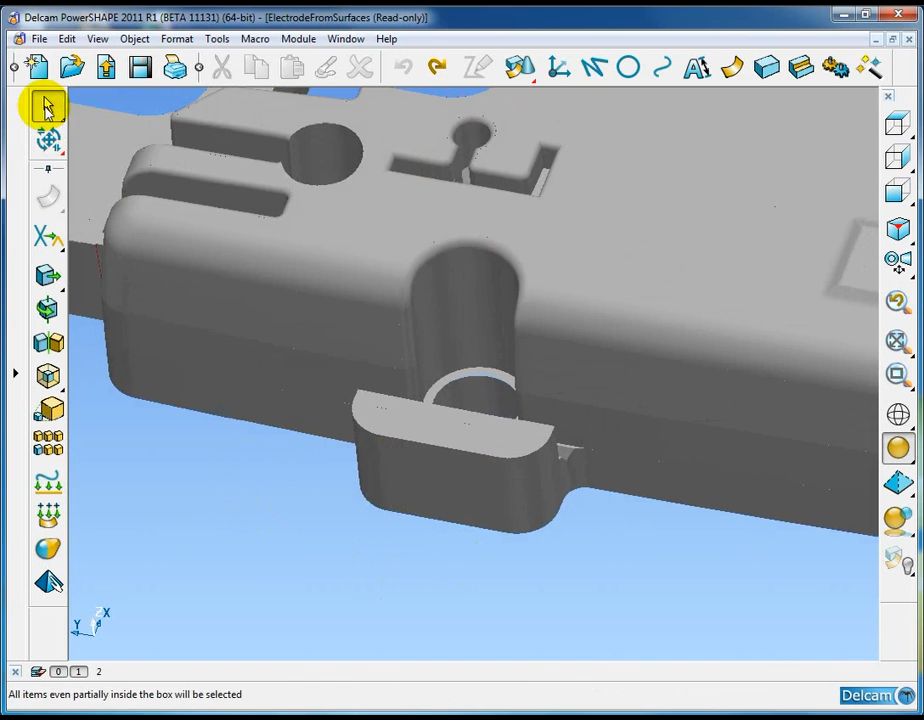 Delcam PowerSHAPE 2011 R1 (BETA 11131) (64-bit) - [ElectrodeFromSurfaces (Read-only)]
File Edit View Object Format Tools Macro Module Window Help
X
Y Z
0 1 2
All items even partially inside the box will be selected
Delcam